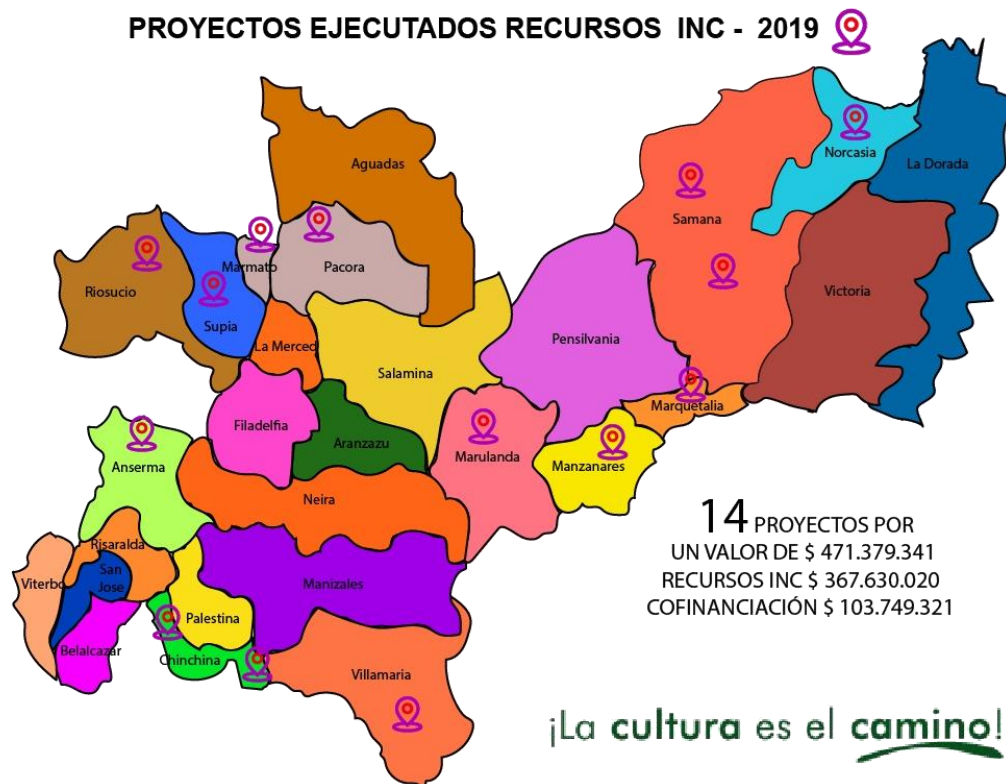 PROYECTOS EJECUTADOS RECURSOS INC - 2019
Aguadas
Norcasia
La Dorada
Samana
Marmato
Pacora
Riosucio
Victoria
Supia
La Merced
Pensilvania
Salamina
Marquetalia
Filadelfia
Aranzazu
Marulanda
Manzanares
Anserma
Neira
14 PROYECTOS POR
UN VALOR DE $ 471.379.341
RECURSOS INC $ 367.630.020
COFINANCIACIÓN $ 103.749.321
Risaralda
San
Jose
Viterbo
Manizales
Palestina
Belalcazar
Chinchina
Villamaria
¡La cultura es el camino!